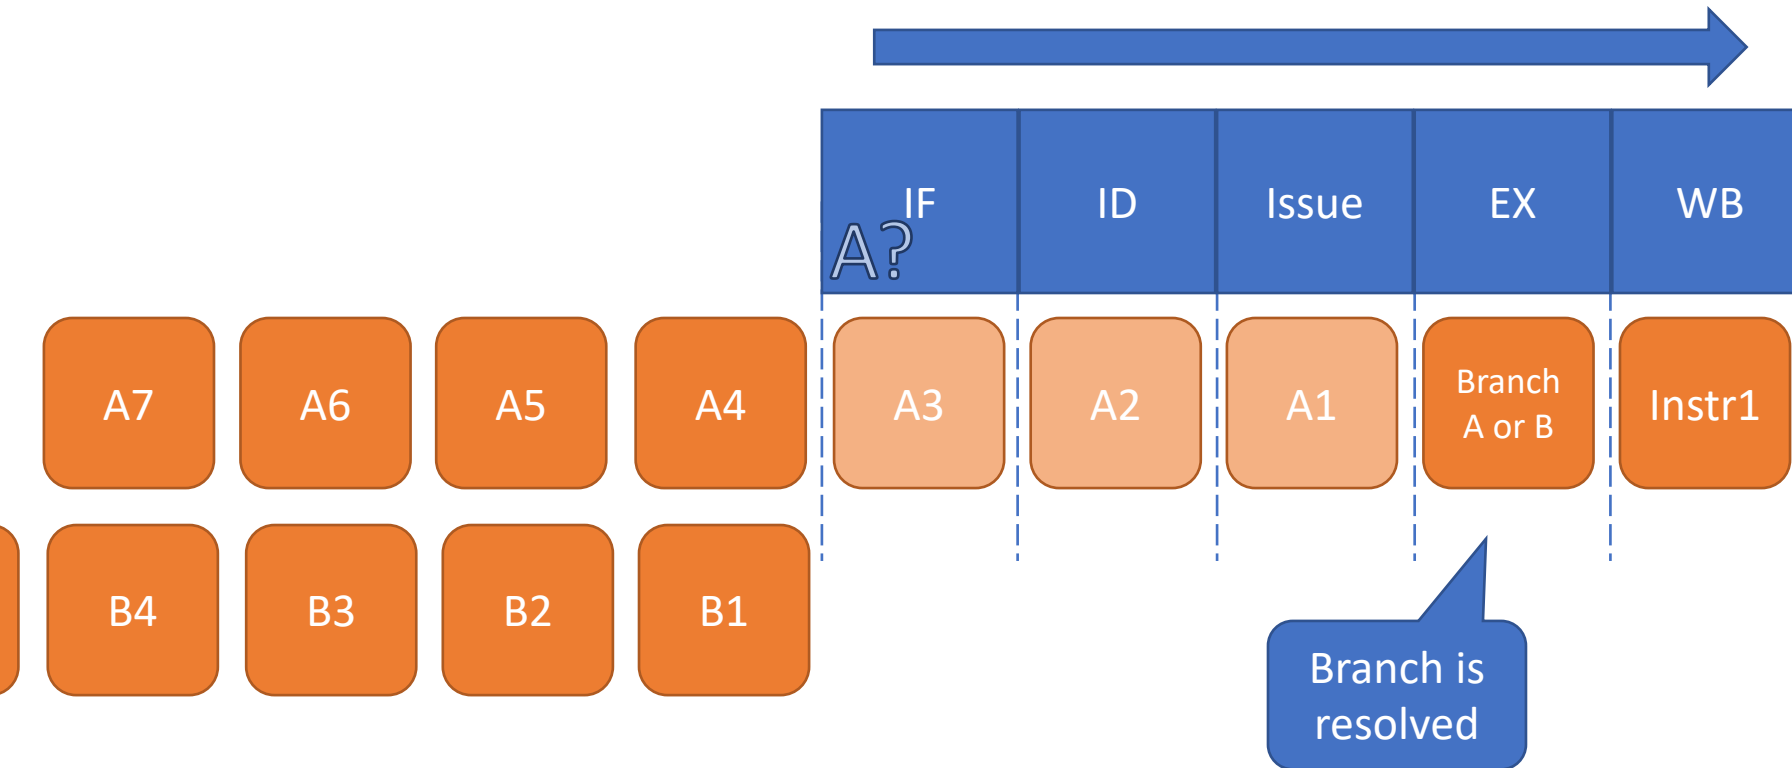 IF
ID
Issue
EX
WB
A?
A7
A6
A5
A4
A3
A2
A1
Branch
A or B
Instr1
B4
B3
B2
B1
Branch is
resolved